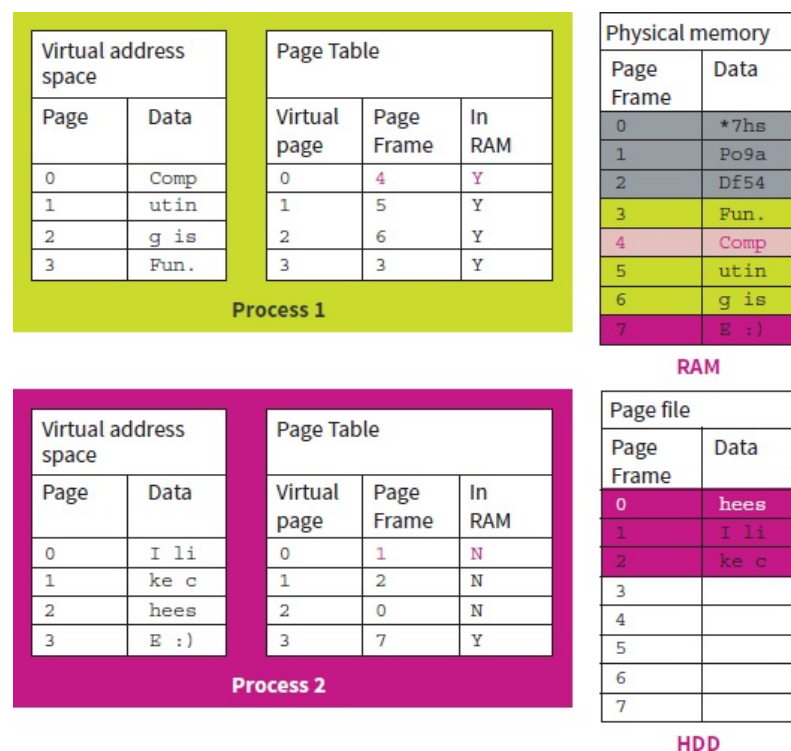 Virtual address space
Page Data
0 Comp
1 utin
2 g is
3 Fun.
Page Table
Virtual page Page Frame In RAM
0 4 Y
1 5 Y
2 6 Y
3 3 Y
Process 1
Physical memory
Page Frame Data
0 *7hs
1 Po9a
2 Df54
3 Fun.
4 Comp
5 utin
6 g is
7 E :)
RAM
Virtual address space
Page Data
0 I li
1 ke c
2 hees
3 E :)
Page Table
Virtual page Page Frame In RAM
0 1 N
1 2 N
2 0 N
3 7 Y
Process 2
Page file
Page Frame Data
0 hees
1 I li
2 ke c
3
4
5
6
7
HDD